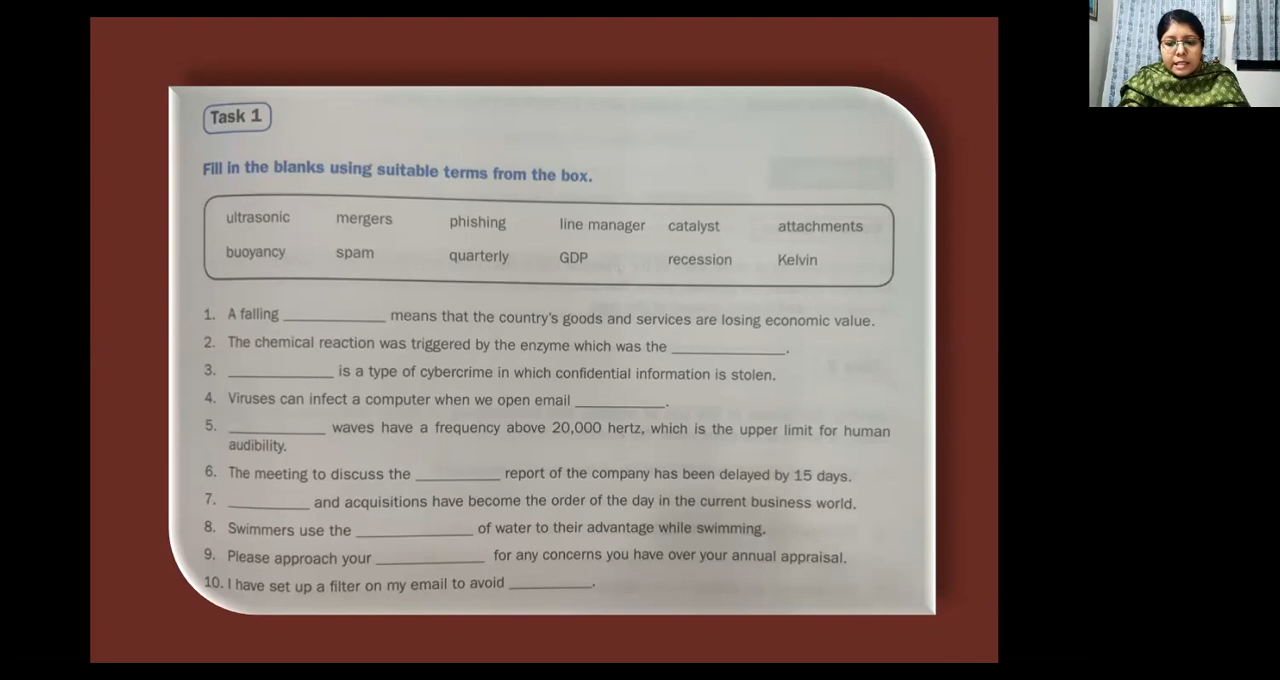 Task 1
Fill in the blanks using suitable terms from the box.
ultrasonic mergers phishing line manager catalyst attachments
buoyancy spam quarterly GDP recession Kelvin
1. A falling ____________ means that the country's goods and services are losing economic value.
2. The chemical reaction was triggered by the enzyme which was the ____________.
3. ____________ is a type of cybercrime in which confidential information is stolen.
4. Viruses can infect a computer when we open email __________.
5. ___________ waves have a frequency above 20,000 hertz, which is the upper limit for human
audibility.
6. The meeting to discuss the __________ report of the company has been delayed by 15 days.
7. _________ and acquisitions have become the order of the day in the current business world.
8. Swimmers use the _____________ of water to their advantage while swimming.
9. Please approach your ____________ for any concerns you have over your annual appraisal.
10. I have set up a filter on my email to avoid _________.